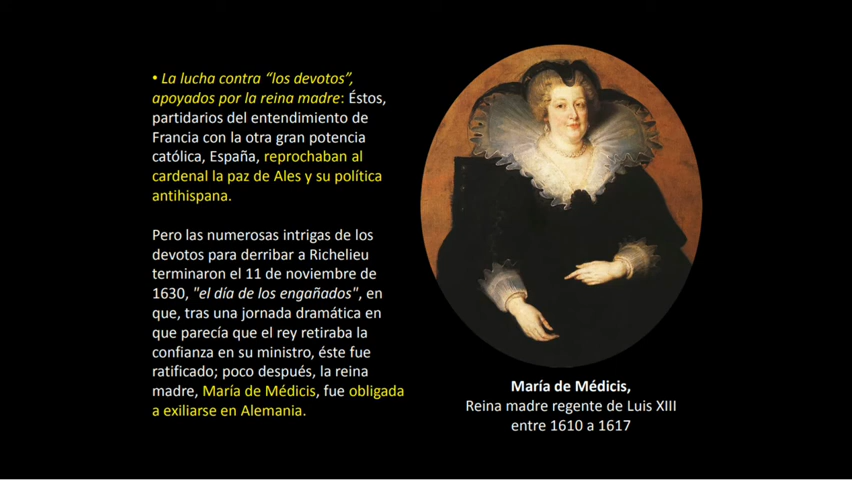 • La lucha contra “los devotos”,
apoyados por la reina madre: Éstos,
partidarios del entendimiento de
Francia con la otra gran potencia
católica, España, reprochaban al
cardenal la paz de Ales y su política
antihispana.
Pero las numerosas intrigas de los
devotos para derribar a Richelieu
terminaron el 11 de noviembre de
1630, "el día de los engañados", en
que, tras una jornada dramática en
que parecía que el rey retiraba la
confianza en su ministro, éste fue
ratificado; poco después, la reina
madre, María de Médicis, fue obligada
a exiliarse en Alemania.
María de Médicis,
Reina madre regente de Luis XIII
entre 1610 a 1617